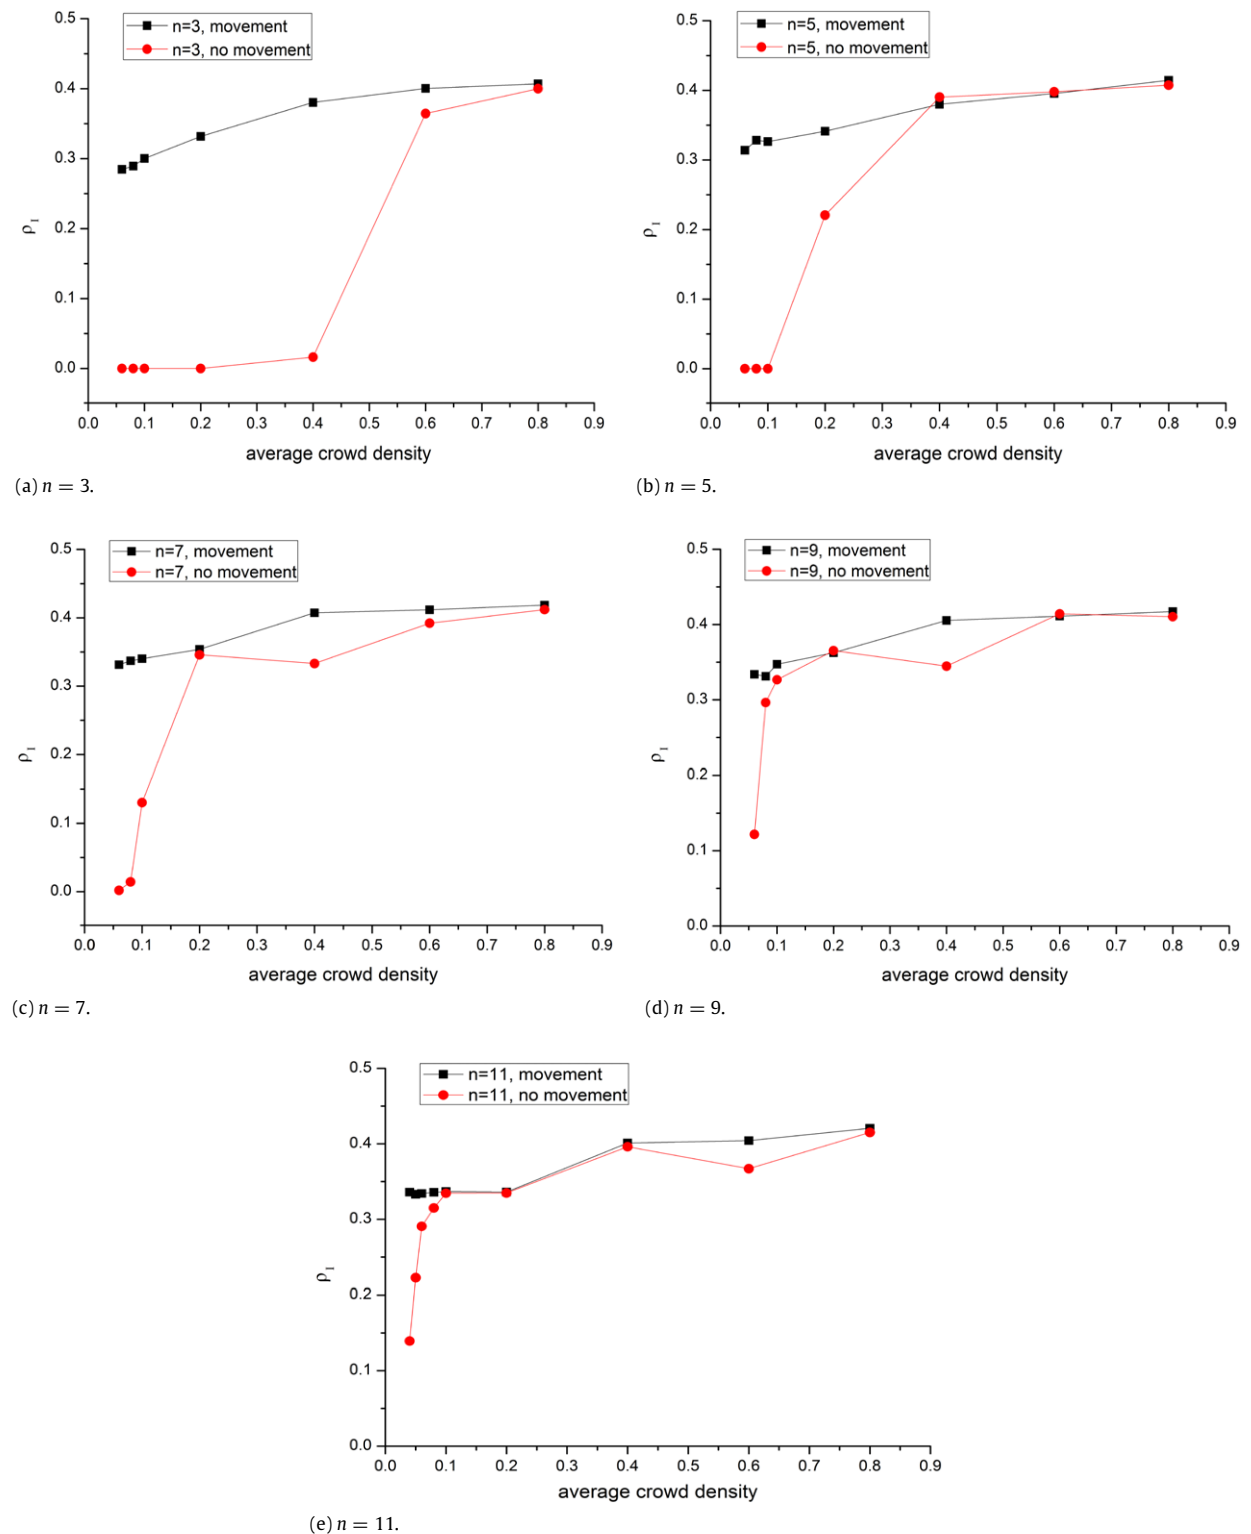 n=3, movement
n=3, no movement
0.5
0.4
0.3
0.2
0.1
0.0
ρ_I
0.0 0.1 0.2 0.3 0.4 0.5 0.6 0.7 0.8 0.9
average crowd density
(a) n = 3.
n=5, movement
n=5, no movement
0.5
0.4
0.3
0.2
0.1
0.0
ρ_I
0.0 0.1 0.2 0.3 0.4 0.5 0.6 0.7 0.8 0.9
average crowd density
(b) n = 5.
n=7, movement
n=7, no movement
0.5
0.4
0.3
0.2
0.1
0.0
ρ_I
0.0 0.1 0.2 0.3 0.4 0.5 0.6 0.7 0.8 0.9
average crowd density
(c) n = 7.
n=9, movement
n=9, no movement
0.5
0.4
0.3
0.2
0.1
0.0
ρ_I
0.0 0.1 0.2 0.3 0.4 0.5 0.6 0.7 0.8 0.9
average crowd density
(d) n = 9.
n=11, movement
n=11, no movement
0.5
0.4
0.3
0.2
0.1
0.0
ρ_I
0.0 0.1 0.2 0.3 0.4 0.5 0.6 0.7 0.8 0.9
average crowd density
(e) n = 11.